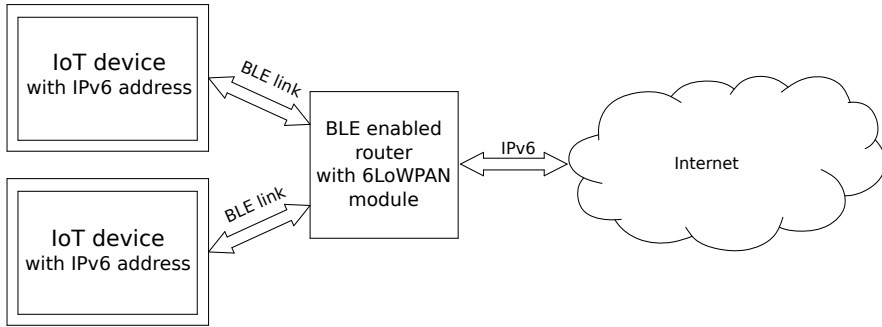 IoT device
with IPv6 address
BLE link
BLE enabled
router
with 6LoWPAN
module
IPv6
Internet
IoT device
with IPv6 address
BLE link